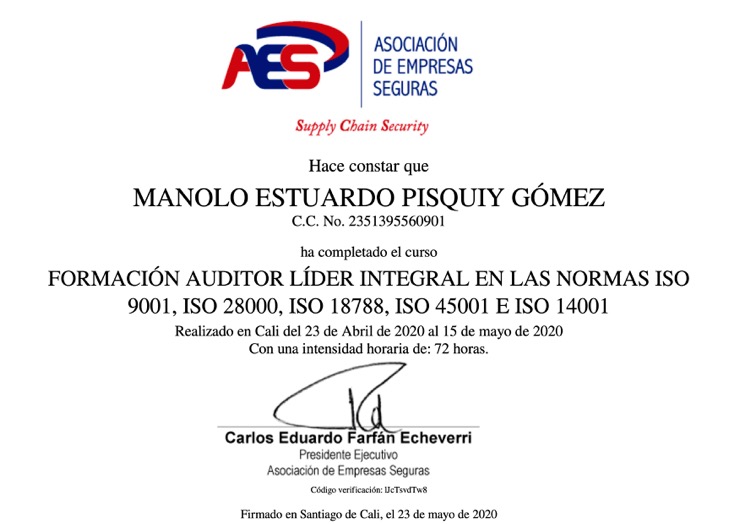 AES
ASOCIACIÓN
DE EMPRESAS
SEGURAS
Supply Chain Security
Hace constar que
MANOLO ESTUARDO PISQUIY GÓMEZ
C.C. No. 2351395560901
ha completado el curso
FORMACIÓN AUDITOR LÍDER INTEGRAL EN LAS NORMAS ISO
9001, ISO 28000, ISO 18788, ISO 45001 E ISO 14001
Realizado en Cali del 23 de Abril de 2020 al 15 de mayo de 2020
Con una intensidad horaria de: 72 horas.
Carlos Eduardo Farfán Echeverri
Presidente Ejecutivo
Asociación de Empresas Seguras
Código verificación: lJcTsvdTw8
Firmado en Santiago de Cali, el 23 de mayo de 2020